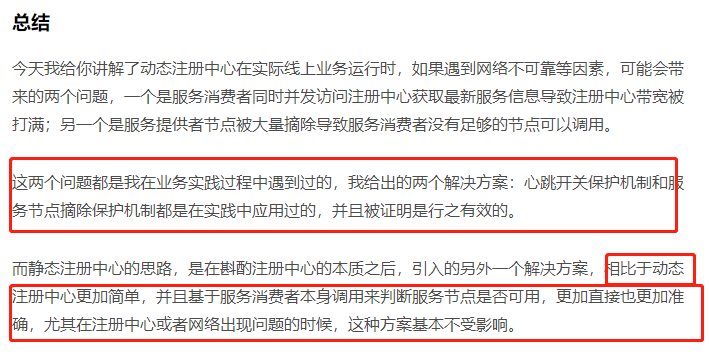 总结
今天我给你讲解了动态注册中心在实际线上业务运行时，如果遇到网络不可靠等因素，可能会带
来的两个问题，一个是服务消费者同时并发访问注册中心获取最新服务信息导致注册中心带宽被
打满；另一个是服务提供者节点被大量摘除导致服务消费者没有足够的节点可以调用。
这两个问题都是我在业务实践过程中遇到过的，我给出的两个解决方案：心跳开关保护机制和服
务节点摘除保护机制都是在实践中应用过的，并且被证明是行之有效的。
而静态注册中心的思路，是在斟酌注册中心的本质之后，引入的另外一个解决方案，相比于动态
注册中心更加简单，并且基于服务消费者本身调用来判断服务节点是否可用，更加直接也更加准
确，尤其在注册中心或者网络出现问题的时候，这种方案基本不受影响。